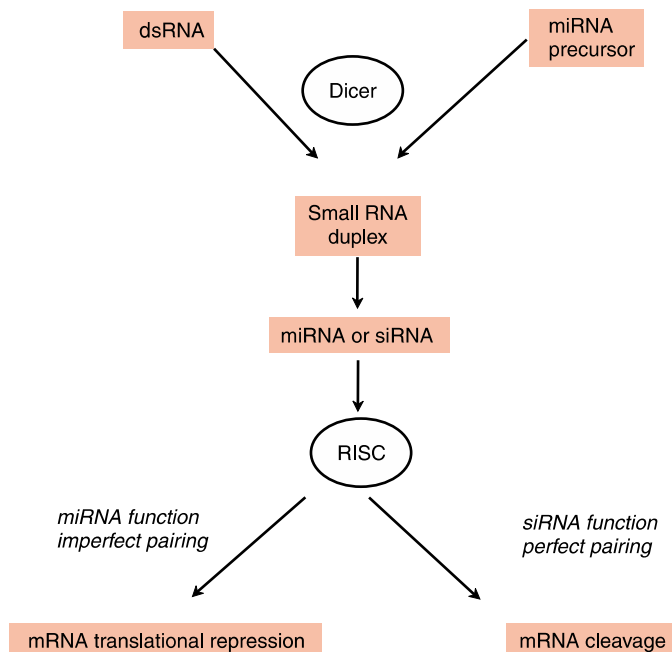 dsRNA
miRNA
precursor
Dicer
Small RNA
duplex
miRNA or siRNA
RISC
miRNA function
imperfect pairing
siRNA function
perfect pairing
mRNA translational repression
mRNA cleavage